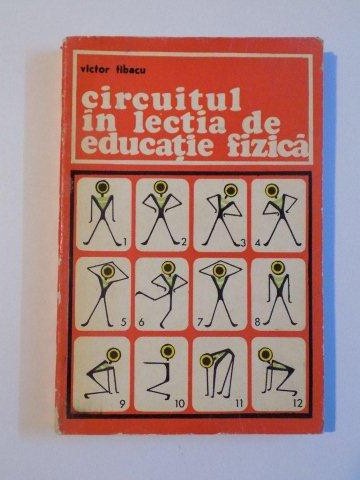 victor tibacu
circuitul
în lecția de
educație fizică
1 2 3 4
5 6 7 8
9 10 11 12